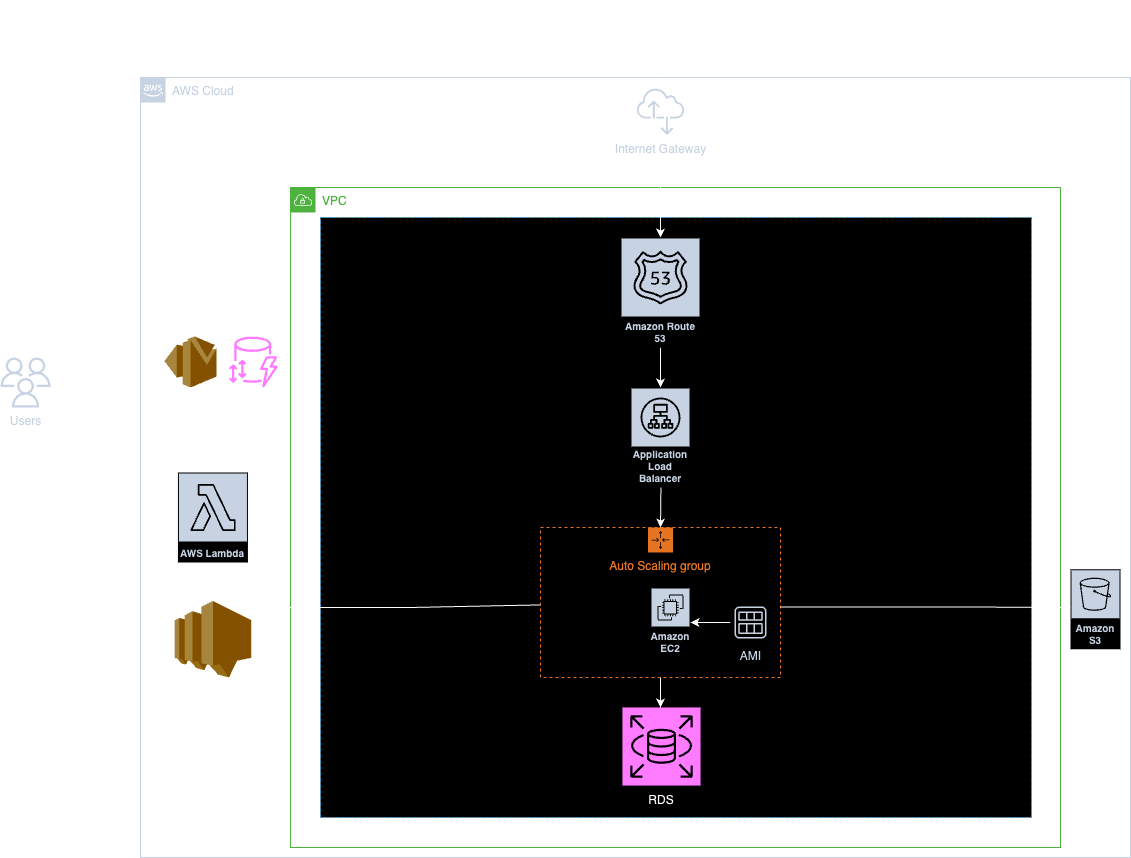 aws
AWS Cloud
Internet Gateway
VPC
53
Amazon Route
53
Users
Application
Load
Balancer
AWS Lambda
Auto Scaling group
Amazon
EC2
AMI
Amazon
S3
RDS